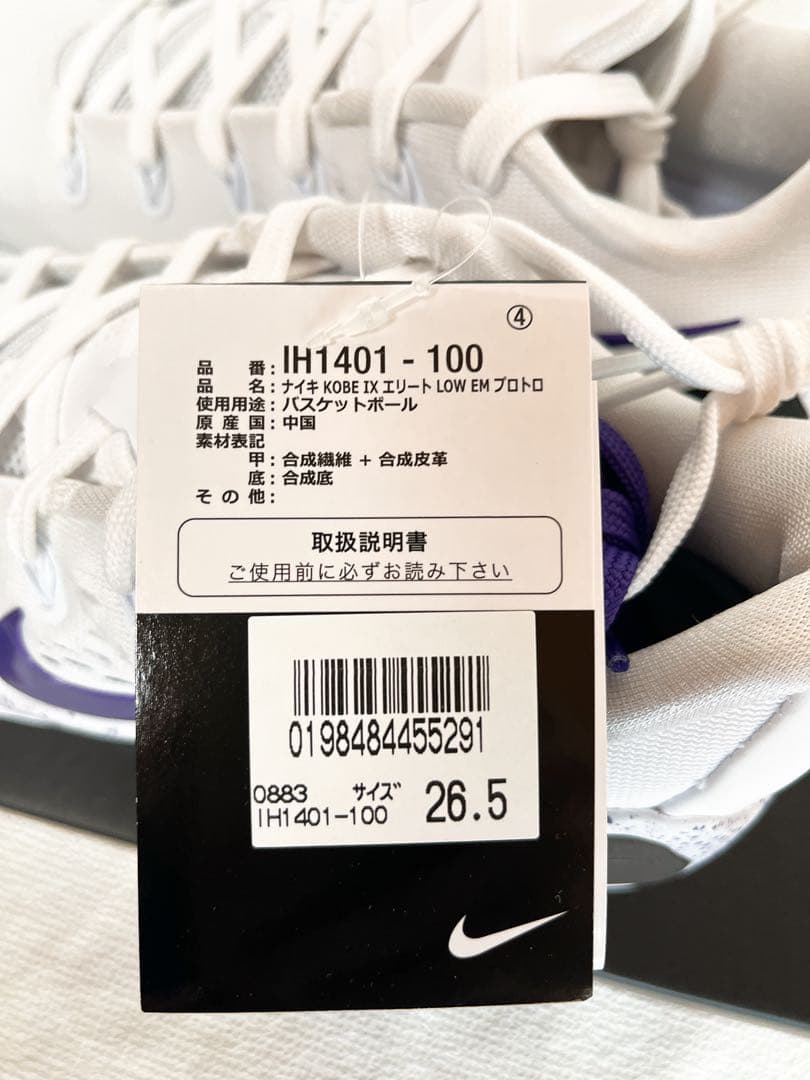 ④
品 番 : IH1401 - 100
品 名 : ナイキ KOBE IX エリート LOW EM プロトロ
使用用途 : バスケットボール
原 産 国 : 中国
素材表記
甲 : 合成繊維 + 合成皮革
底 : 合成底
そ の 他 :
取扱説明書
ご使用前に必ずお読み下さい
0198484455291
0883 サイズ 26.5
IH1401-100